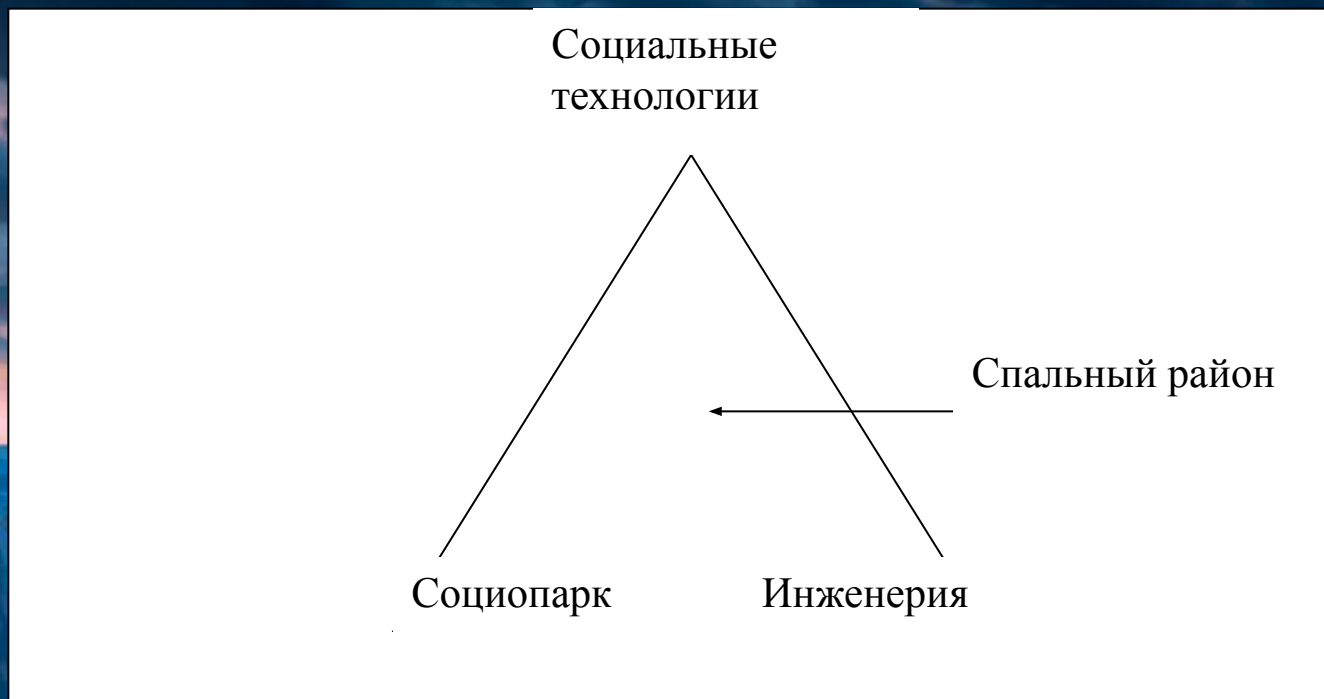 Социальные
технологии
Спальный район
Социопарк
Инженерия